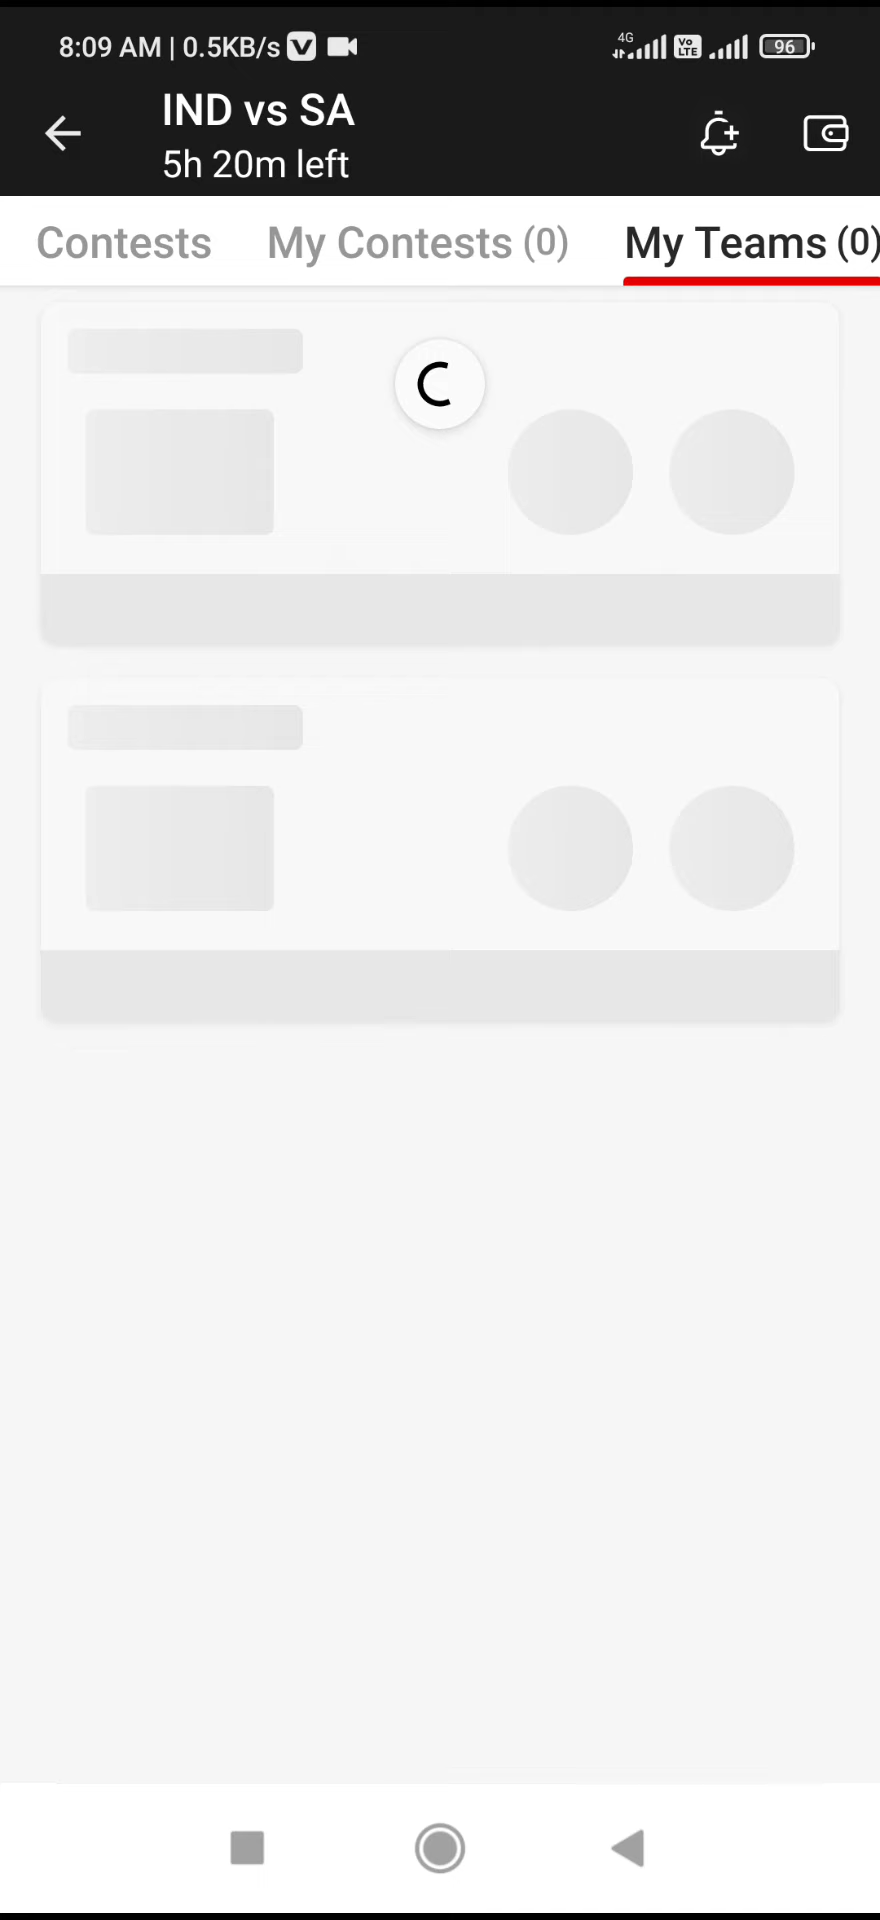 8:09 AM | 0.5KB/s V
4G Vo LTE 96
IND vs SA
5h 20m left
Contests My Contests (0) My Teams (0)